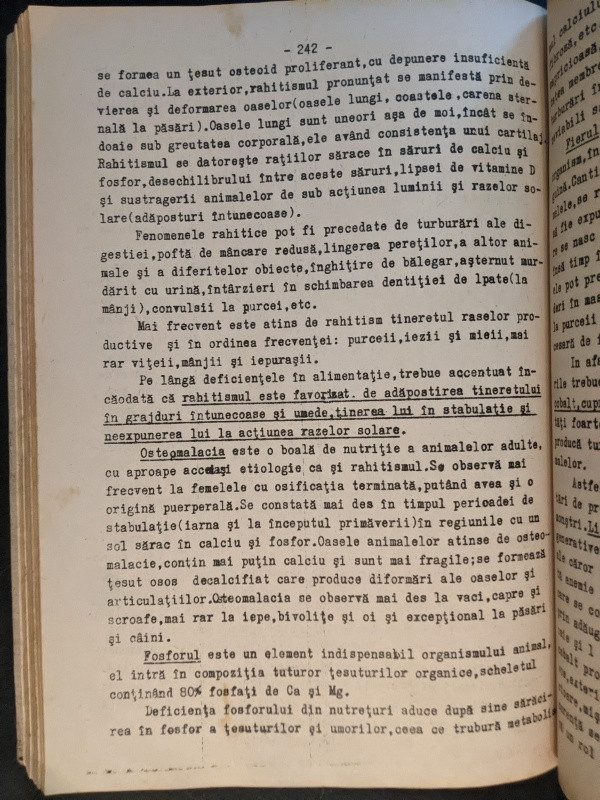 - 242 -
se formea un ţesut osteoid proliferant,cu depunere insuficientă
de calciu.La exterior,rahitismul pronunţat se manifestă prin de-
vierea şi deformarea oaselor(oasele lungi, coastele,carena ster-
nală la păsări).Oasele lungi sunt uneori aşa de moi,încât se în-
doaie sub greutatea corporală,ele având consistenţa unui cartilaj.
Rahitismul se datoreşte raţiilor sărace în săruri de calciu şi
fosfor,desechilibrului între aceste săruri,lipsei de vitamine D
şi sustragerii animalelor de sub acţiunea luminii şi razelor so-
lare(adăposturi întunecoase).
Fenomenele rahitice pot fi precedate de turburări ale di-
gestiei,poftă de mâncare redusă,lingerea pereţilor,a altor ani-
male şi a diferitelor obiecte,înghiţire de bălegar,aşternut mur-
dărit cu urină,întârzieri în schimbarea dentiţiei de lpate(la
mânji),convulsii la purcei,etc.
Mai frecvent este atins de rahitism tineretul raselor pro-
ductive şi în ordinea frecvenţei: purceii,iezii şi mieii,mai
rar viţeii,mânjii şi iepuraşii.
Pe lângă deficienţele în alimentaţie,trebue accentuat în-
căodată că rahitismul este favorizat. de adăpostirea tineretului
în grajduri întunecoase şi umede,tinerea lui în stabulaţie şi
neexpunerea lui la acţiunea razelor solare.
Osteomalacia este o boală de nutriţie a animalelor adulte,
cu aproape acceiaşi etiologie ca şi rahitismul.Se observă mai
frecvent la femelele cu osificaţia terminată,putând avea şi o
origină puerperală.Se constată mai des în timpul perioadei de
stabulaţie(iarna şi la începutul primăverii)în regiunile cu un
sol sărac în calciu şi fosfor.Oasele animalelor atinse de osteo-
malacie,contin mai puţin calciu şi sunt mai fragile;se formează
ţesut osos decalcifiat care produce diformări ale oaselor şi
articulaţiilor.Osteomalacia se observă mai des la vaci,capre şi
scroafe,mai rar la iepe,bivoliţe şi oi şi excepţional la păsări
şi câini.
Fosforul este un element indispensabil organismului animal,
el intră în compoziţia tuturor ţesuturilor organice,scheletul
conţinând 80% fosfaţi de Ca şi Mg.
Deficienţa fosforului din nutreţuri aduce după sine sărăci-
rea în fosfor a ţesuturilor şi umorilor,ceea ce trubură metaboli